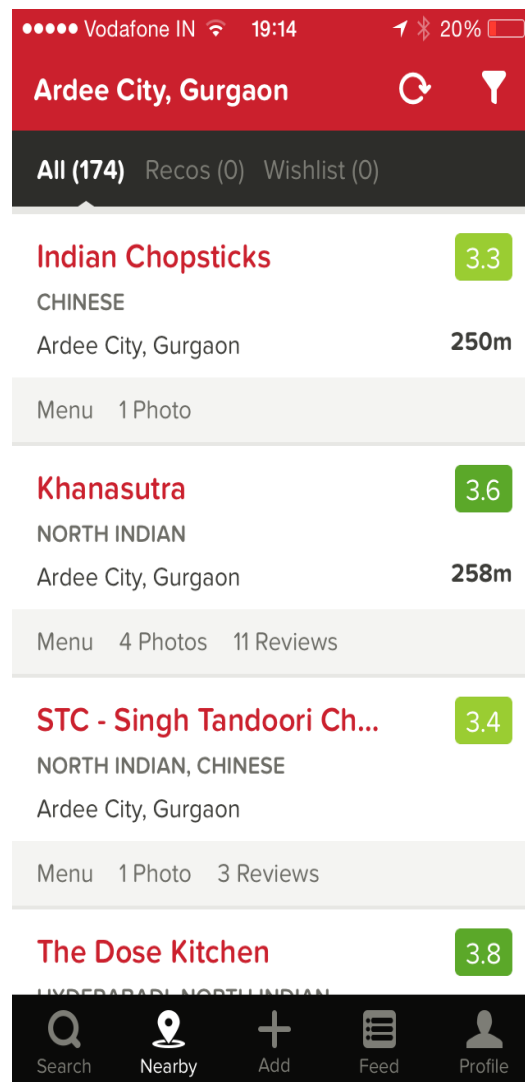 Vodafone IN 19:14 20%
Ardee City, Gurgaon
All (174) Recos (0) Wishlist (0)
Indian Chopsticks 3.3
CHINESE
Ardee City, Gurgaon 250m
Menu 1 Photo
Khanasutra 3.6
NORTH INDIAN
Ardee City, Gurgaon 258m
Menu 4 Photos 11 Reviews
STC - Singh Tandoori Ch... 3.4
NORTH INDIAN, CHINESE
Ardee City, Gurgaon
Menu 1 Photo 3 Reviews
The Dose Kitchen 3.8
HYDERABADI, NORTH INDIAN
Search Nearby Add Feed Profile